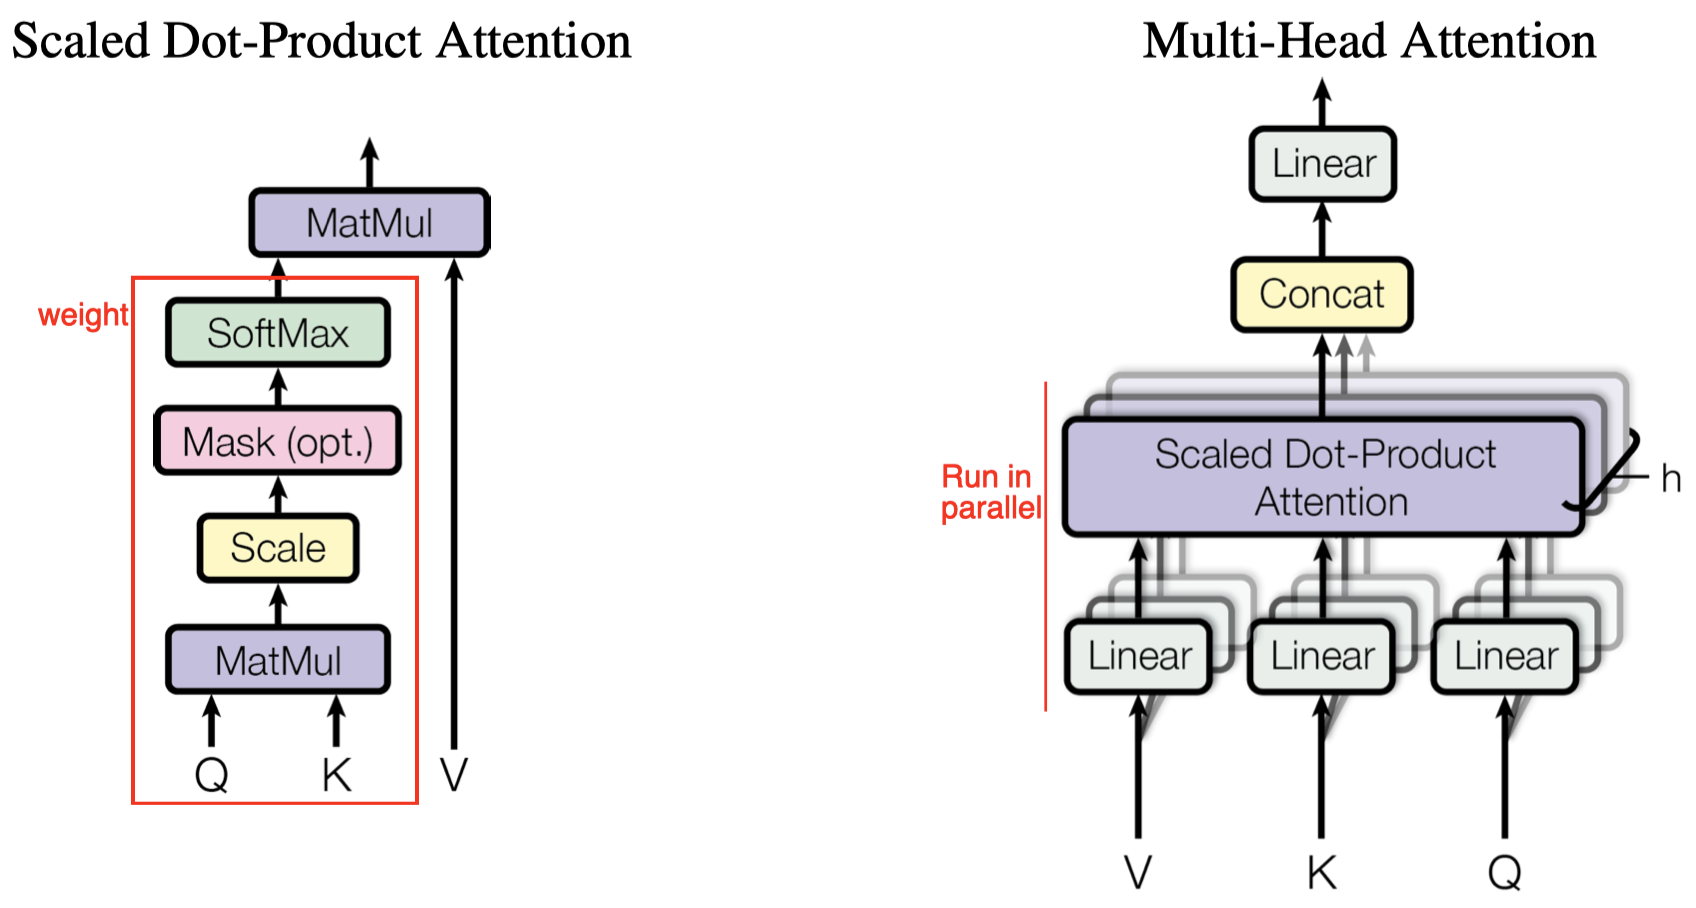 Scaled Dot-Product Attention
MatMul
weight
SoftMax
Mask (opt.)
Scale
MatMul
Q K V
Multi-Head Attention
Linear
Concat
Scaled Dot-Product
Attention
Run in
parallel
h
Linear Linear Linear
V K Q